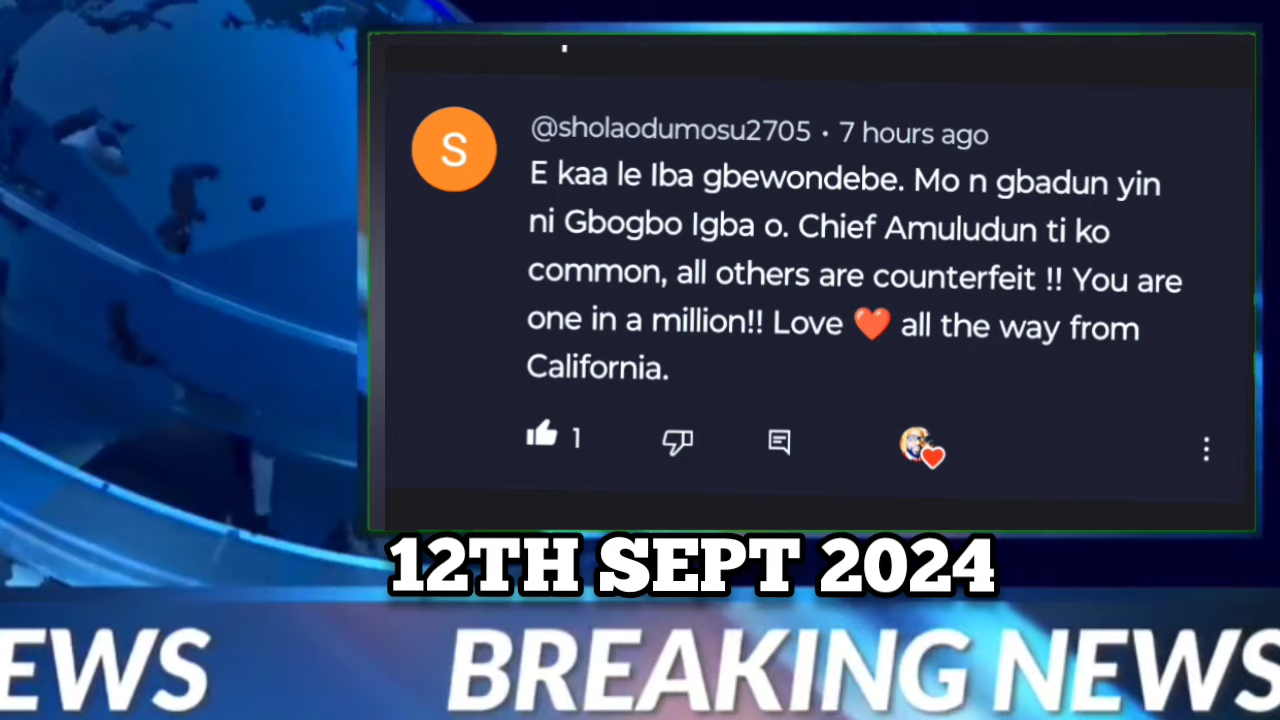 @sholaodumosu2705 · 7 hours ago
E kaa le Iba gbewondebe. Mo n gbadun yin
ni Gbogbo Igba o. Chief Amuludun ti ko
common, all others are counterfeit !! You are
one in a million!! Love ❤️ all the way from
California.
S
1
12TH SEPT 2024
EWS BREAKING NEWS